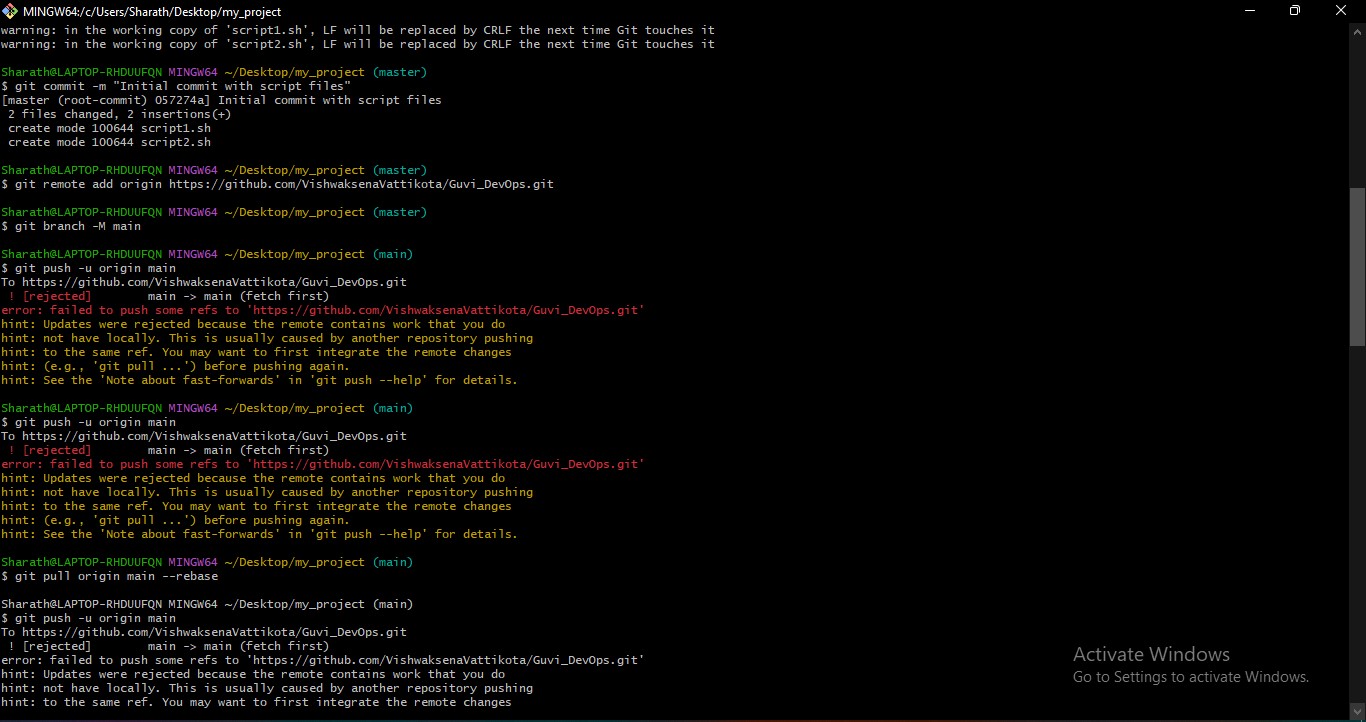 MINGW64:/c/Users/Sharath/Desktop/my_project
warning: in the working copy of 'script1.sh', LF will be replaced by CRLF the next time Git touches it
warning: in the working copy of 'script2.sh', LF will be replaced by CRLF the next time Git touches it
Sharath@LAPTOP-RHDUUFQN MINGW64 ~/Desktop/my_project (master)
$ git commit -m "Initial commit with script files"
[master (root-commit) 057274a] Initial commit with script files
2 files changed, 2 insertions(+)
create mode 100644 script1.sh
create mode 100644 script2.sh
Sharath@LAPTOP-RHDUUFQN MINGW64 ~/Desktop/my_project (master)
$ git remote add origin https://github.com/VishwaksenaVattikota/Guvi_DevOps.git
Sharath@LAPTOP-RHDUUFQN MINGW64 ~/Desktop/my_project (master)
$ git branch -M main
Sharath@LAPTOP-RHDUUFQN MINGW64 ~/Desktop/my_project (main)
$ git push -u origin main
To https://github.com/VishwaksenaVattikota/Guvi_DevOps.git
! [rejected]        main -> main (fetch first)
error: failed to push some refs to 'https://github.com/VishwaksenaVattikota/Guvi_DevOps.git'
hint: Updates were rejected because the remote contains work that you do
hint: not have locally. This is usually caused by another repository pushing
hint: to the same ref. You may want to first integrate the remote changes
hint: (e.g., 'git pull ...') before pushing again.
hint: See the 'Note about fast-forwards' in 'git push --help' for details.
Sharath@LAPTOP-RHDUUFQN MINGW64 ~/Desktop/my_project (main)
$ git push -u origin main
To https://github.com/VishwaksenaVattikota/Guvi_DevOps.git
! [rejected]        main -> main (fetch first)
error: failed to push some refs to 'https://github.com/VishwaksenaVattikota/Guvi_DevOps.git'
hint: Updates were rejected because the remote contains work that you do
hint: not have locally. This is usually caused by another repository pushing
hint: to the same ref. You may want to first integrate the remote changes
hint: (e.g., 'git pull ...') before pushing again.
hint: See the 'Note about fast-forwards' in 'git push --help' for details.
Sharath@LAPTOP-RHDUUFQN MINGW64 ~/Desktop/my_project (main)
$ git pull origin main --rebase
Sharath@LAPTOP-RHDUUFQN MINGW64 ~/Desktop/my_project (main)
$ git push -u origin main
To https://github.com/VishwaksenaVattikota/Guvi_DevOps.git
! [rejected]        main -> main (fetch first)
error: failed to push some refs to 'https://github.com/VishwaksenaVattikota/Guvi_DevOps.git'
hint: Updates were rejected because the remote contains work that you do
hint: not have locally. This is usually caused by another repository pushing
hint: to the same ref. You may want to first integrate the remote changes
Activate Windows
Go to Settings to activate Windows.